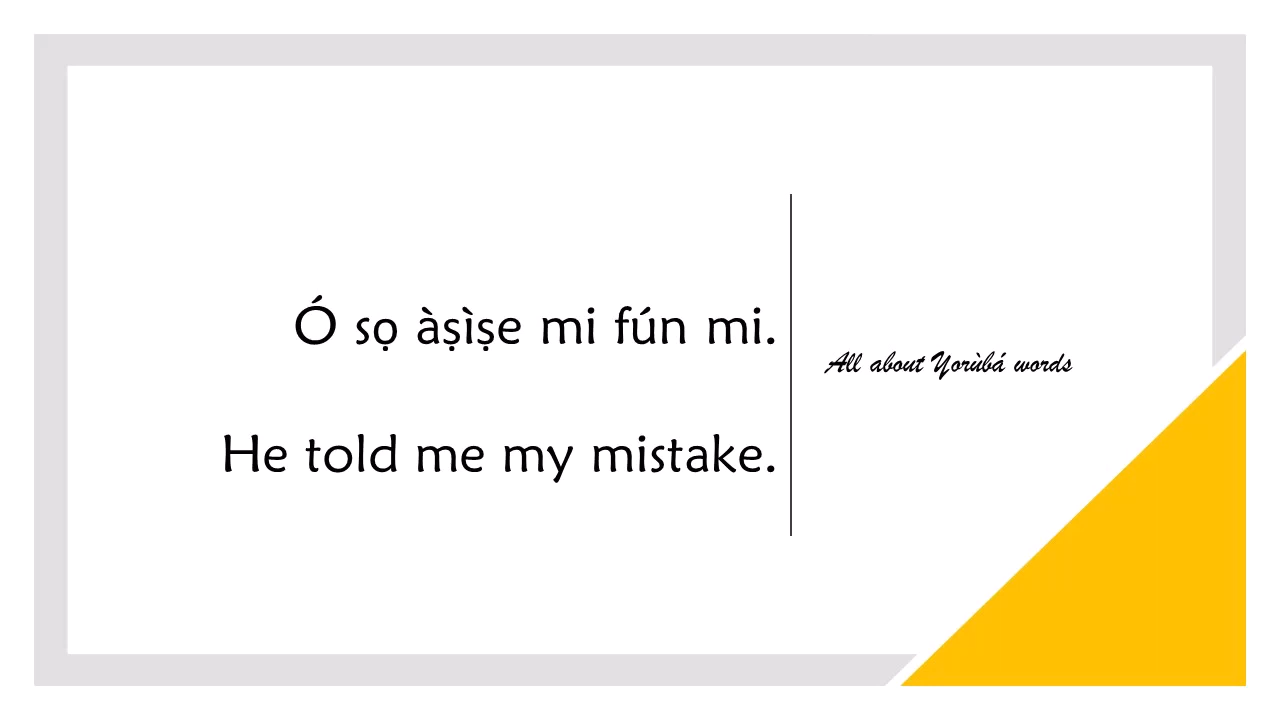 Ó sọ àṣìṣe mi fún mi.
He told me my mistake.
All about Yorùbá words